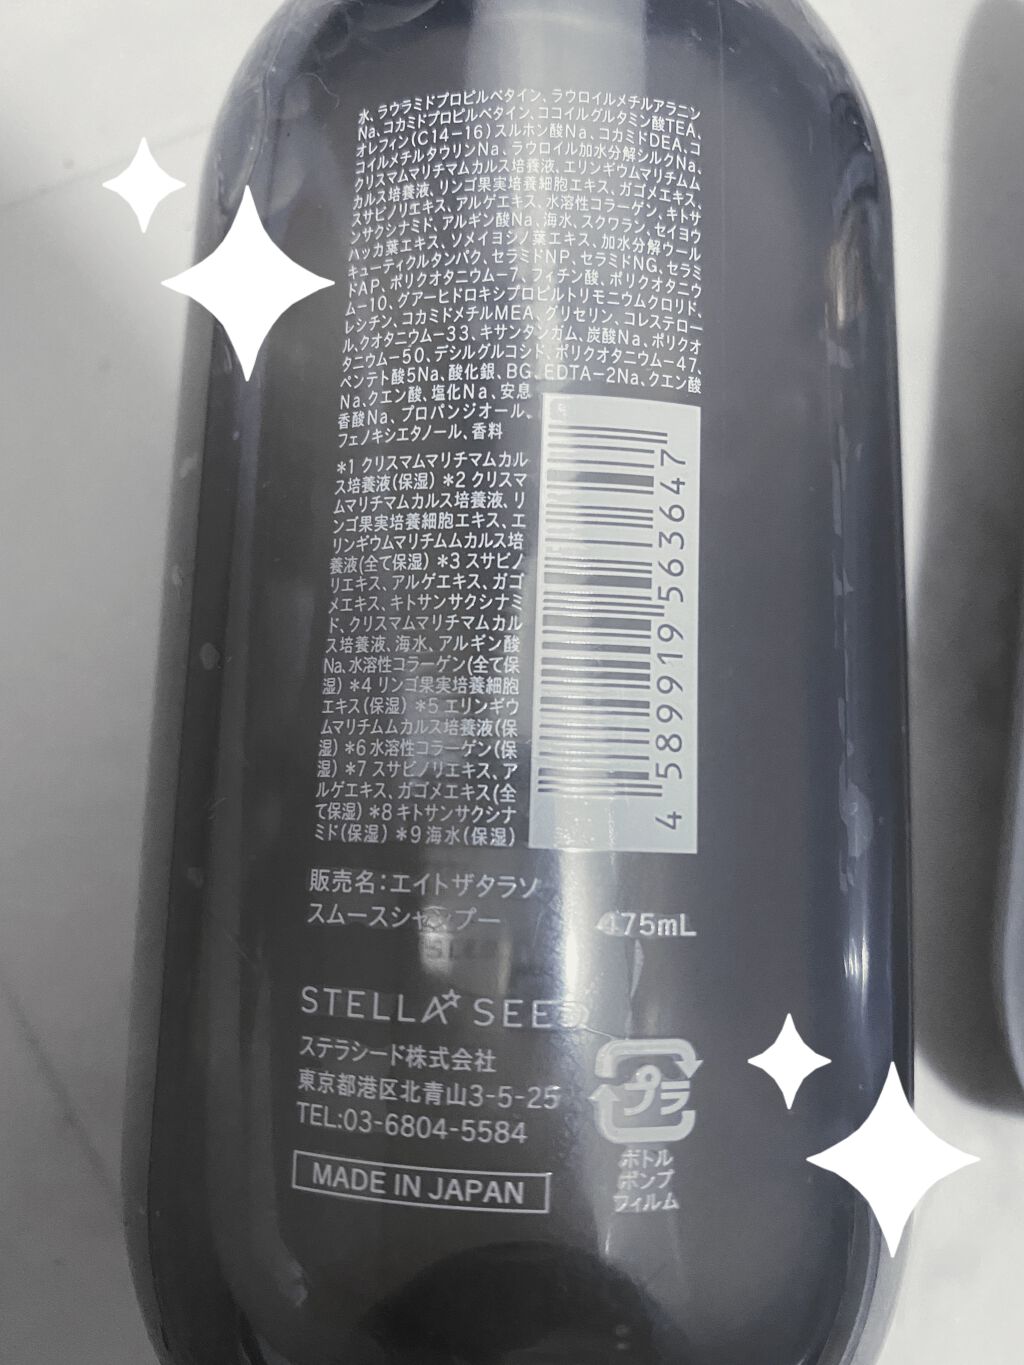 水、ラウラミドプロピルベタイン、ラウロイルメチルアラニン
Na、コカミドプロピルベタイン、ココイルグルタミン酸TEA、
オレフィン(C14-16)スルホン酸Na、コカミドDEA、コ
コイルメチルタウリンNa、ラウロイル加水分解シルクNa、
クリスマムマリチマムカルス培養液、エリンギウムマリチムム
カルス培養液、リンゴ果実培養細胞エキス、ガゴメエキス、
スサビノリエキス、アルゲエキス、水溶性コラーゲン、キトサ
ンサクシナミド、アルギン酸Na、海水、スクワラン、セイヨウ
ハッカ葉エキス、ソメイヨシノ葉エキス、加水分解ウール
キューティクルタンパク、セラミドNP、セラミドNG、セラミ
ドAP、ポリクオタニウム-7、フィチン酸、ポリクオタニウ
ム-10、グアーヒドロキシプロピルトリモニウムクロリド、
レシチン、コカミドメチルMEA、グリセリン、コレステロー
ル、クオタニウム-33、キサンタンガム、炭酸Na、ポリクオ
タニウム-50、デシルグルコシド、ポリクオタニウム-47、
ペンテト酸5Na、酸化銀、BG、EDTA-2Na、クエン酸
Na、クエン酸、塩化Na、安息
香酸Na、プロパンジオール、
フェノキシエタノール、香料
*1 クリスマムマリチマムカル
ス培養液(保湿) *2 クリスマ
ムマリチマムカルス培養液、リ
ンゴ果実培養細胞エキス、エ
リンギウムマリチムムカルス培
養液(全て保湿) *3 スサビノ
リエキス、アルゲエキス、ガゴ
メエキス、キトサンサクシナミ
ド、クリスマムマリチマムカル
ス培養液、海水、アルギン酸
Na、水溶性コラーゲン(全て保
湿) *4 リンゴ果実培養細胞
エキス(保湿) *5 エリンギウ
ムマリチムムカルス培養液(保
湿) *6 水溶性コラーゲン(保
湿) *7 スサビノリエキス、ア
ルゲエキス、ガゴメエキス(全
て保湿) *8 キトサンサクシナ
ミド(保湿) *9 海水(保湿)
4 589919 563647
販売名:エイトザタラソ
スムースシャンプー
475mL
STELLA SEED
ステラシード株式会社
東京都港区北青山3-5-25
TEL:03-6804-5584
MADE IN JAPAN
プラ
ボトル
ポンプ
フィルム